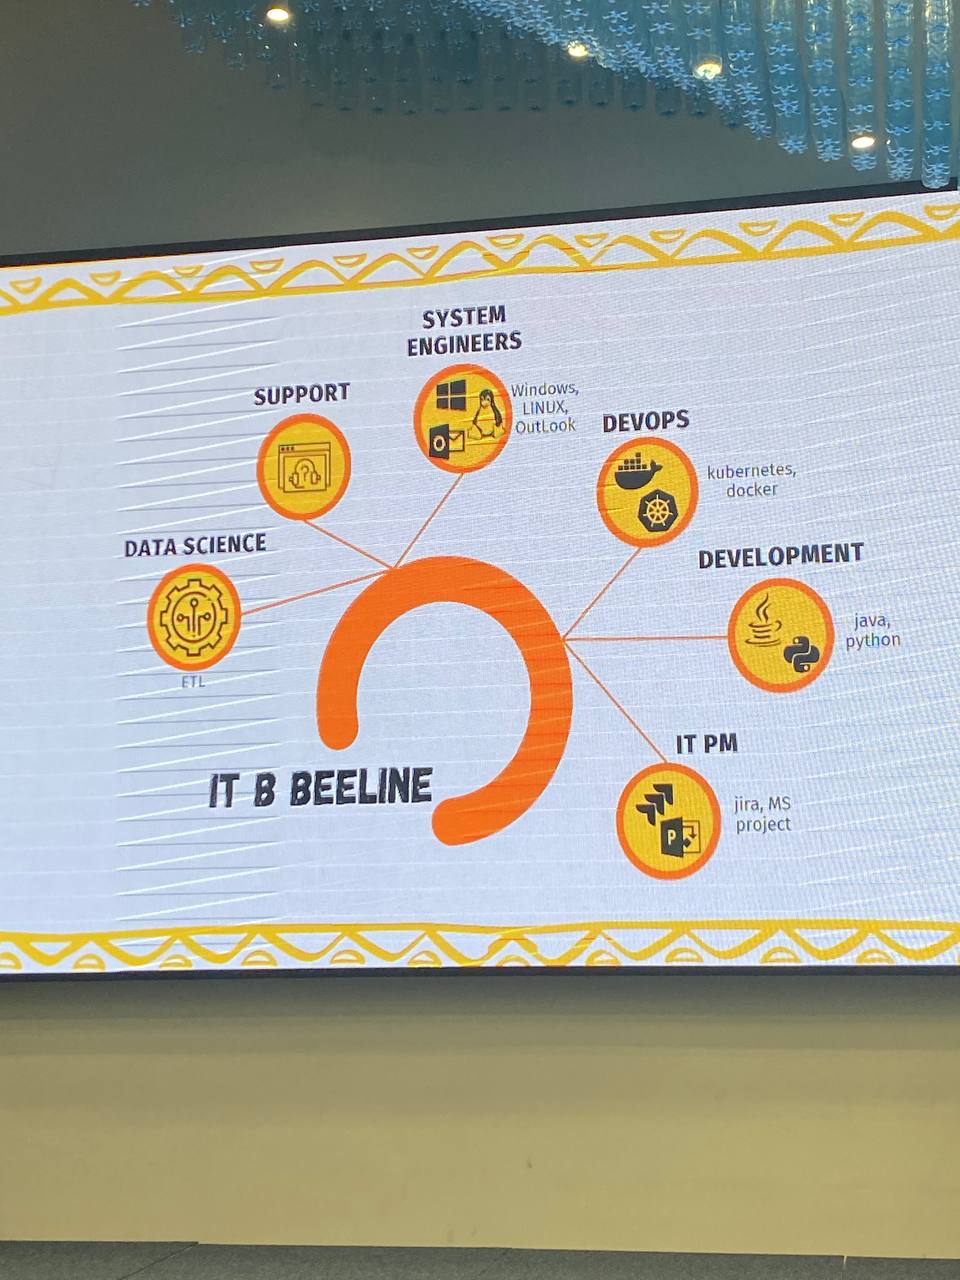 SYSTEM
ENGINEERS
Windows,
LINUX,
OutLook
SUPPORT
DEVOPS
kubernetes,
docker
DATA SCIENCE
ETL
DEVELOPMENT
java,
python
IT PM
P
jira, MS
project
IT В BEELINE